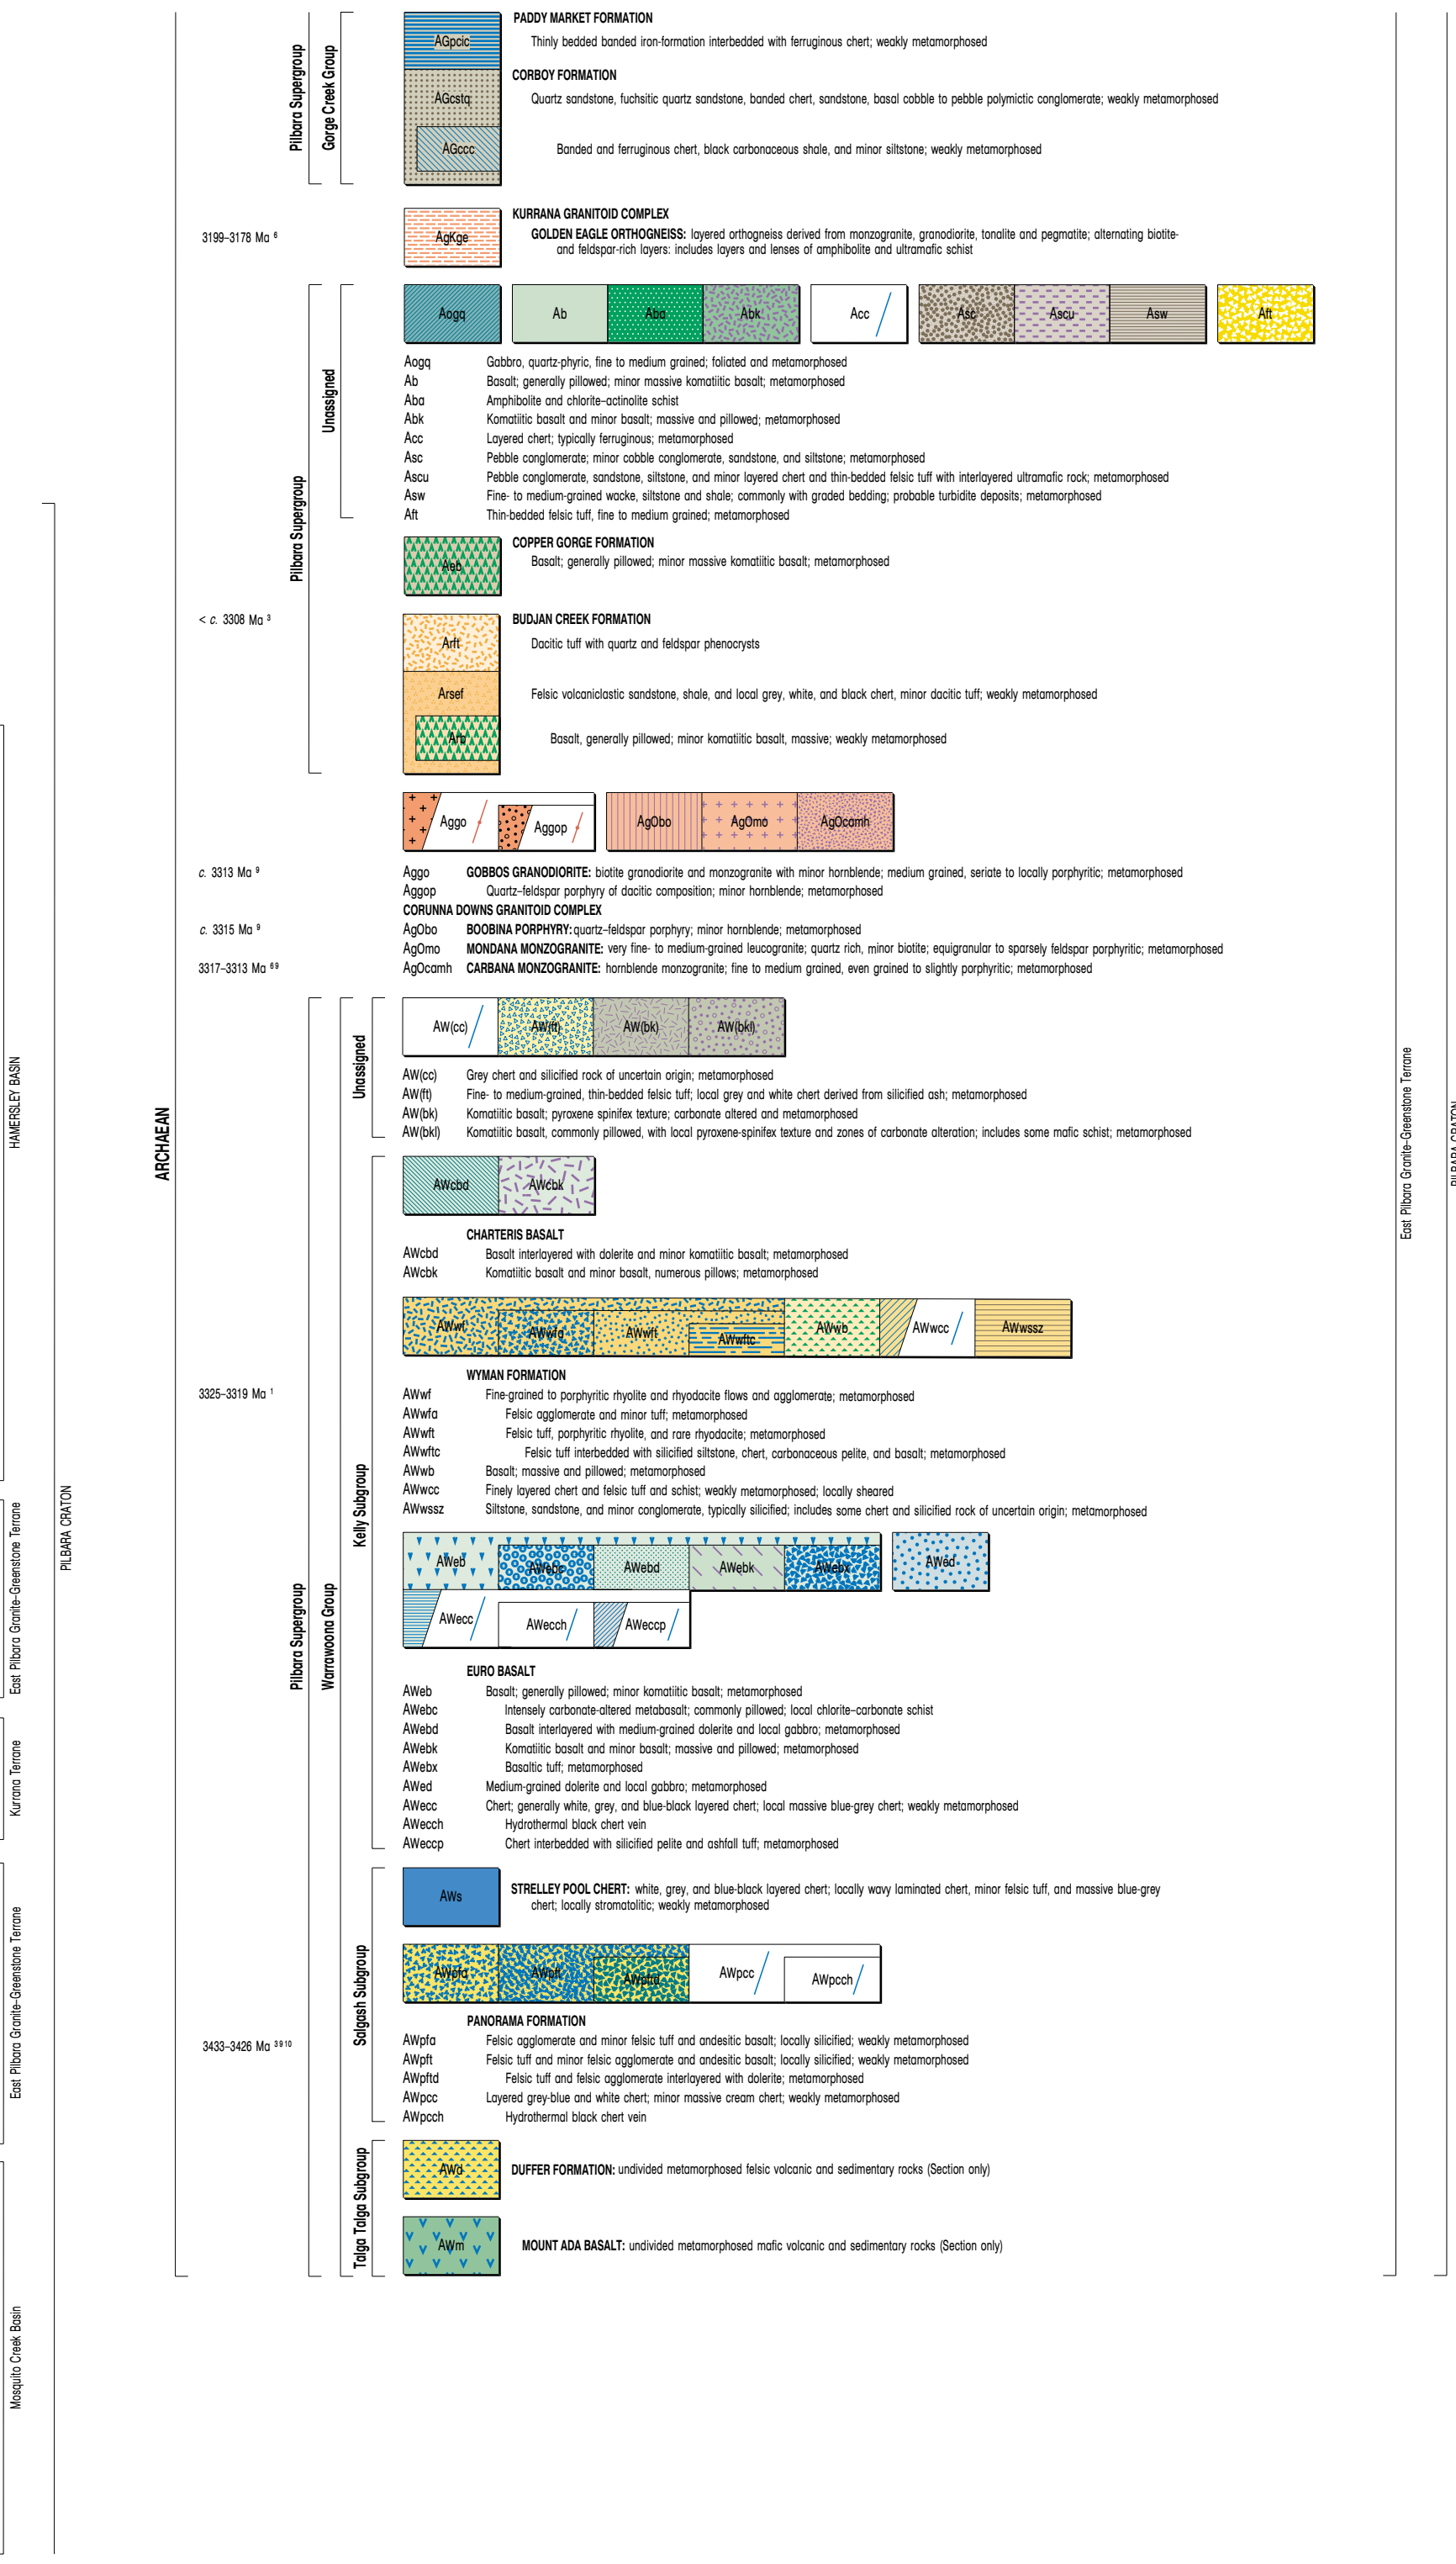 PADDY MARKET FORMATION
AGpcic
Thinly bedded banded iron-formation interbedded with ferruginous chert; weakly metamorphosed
CORBOY FORMATION
AGcstq
Quartz sandstone, fuchsitic quartz sandstone, banded chert, sandstone, basal cobble to pebble polymictic conglomerate; weakly metamorphosed
AGccc
Banded and ferruginous chert, black carbonaceous shale, and minor siltstone; weakly metamorphosed
Pilbara Supergroup
Gorge Creek Group
KURRANA GRANITOID COMPLEX
3199–3178 Ma 6
AgKge
GOLDEN EAGLE ORTHOGNEISS: layered orthogneiss derived from monzogranite, granodiorite, tonalite and pegmatite; alternating biotite-
and feldspar-rich layers: includes layers and lenses of amphibolite and ultramafic schist
Aogq Ab Aba Abk Acc Asc Ascu Asw Aft
Aogq Gabbro, quartz-phyric, fine to medium grained; foliated and metamorphosed
Ab Basalt; generally pillowed; minor massive komatiitic basalt; metamorphosed
Aba Amphibolite and chlorite–actinolite schist
Abk Komatiitic basalt and minor basalt; massive and pillowed; metamorphosed
Acc Layered chert; typically ferruginous; metamorphosed
Asc Pebble conglomerate; minor cobble conglomerate, sandstone, and siltstone; metamorphosed
Ascu Pebble conglomerate, sandstone, siltstone, and minor layered chert and thin-bedded felsic tuff with interlayered ultramafic rock; metamorphosed
Asw Fine- to medium-grained wacke, siltstone and shale; commonly with graded bedding; probable turbidite deposits; metamorphosed
Aft Thin-bedded felsic tuff, fine to medium grained; metamorphosed
Unassigned
Pilbara Supergroup
COPPER GORGE FORMATION
Aeb
Basalt; generally pillowed; minor massive komatiitic basalt; metamorphosed
< c. 3308 Ma 3
BUDJAN CREEK FORMATION
Arft
Dacitic tuff with quartz and feldspar phenocrysts
Arsef
Felsic volcaniclastic sandstone, shale, and local grey, white, and black chert, minor dacitic tuff; weakly metamorphosed
Arb
Basalt, generally pillowed; minor komatiitic basalt, massive; weakly metamorphosed
Aggo Aggop AgObo AgOmo AgOcamh
c. 3313 Ma 9
Aggo GOBBOS GRANODIORITE: biotite granodiorite and monzogranite with minor hornblende; medium grained, seriate to locally porphyritic; metamorphosed
Aggop Quartz–feldspar porphyry of dacitic composition; minor hornblende; metamorphosed
CORUNNA DOWNS GRANITOID COMPLEX
c. 3315 Ma 9
AgObo BOOBINA PORPHYRY: quartz–feldspar porphyry; minor hornblende; metamorphosed
AgOmo MONDANA MONZOGRANITE: very fine- to medium-grained leucogranite; quartz rich, minor biotite; equigranular to sparsely feldspar porphyritic; metamorphosed
3317–3313 Ma 6 9
AgOcamh CARBANA MONZOGRANITE: hornblende monzogranite; fine to medium grained, even grained to slightly porphyritic; metamorphosed
AW(cc) AW(ft) AW(bk) AW(bkl)
AW(cc) Grey chert and silicified rock of uncertain origin; metamorphosed
AW(ft) Fine- to medium-grained, thin-bedded felsic tuff; local grey and white chert derived from silicified ash; metamorphosed
AW(bk) Komatiitic basalt; pyroxene spinifex texture; carbonate altered and metamorphosed
AW(bkl) Komatiitic basalt, commonly pillowed, with local pyroxene-spinifex texture and zones of carbonate alteration; includes some mafic schist; metamorphosed
Unassigned
ARCHAEAN
HAMERSLEY BASIN
East Pilbara Granite–Greenstone Terrane
PILBARA CRATON
AWcbd AWcbk
CHARTERIS BASALT
AWcbd Basalt interlayered with dolerite and minor komatiitic basalt; metamorphosed
AWcbk Komatiitic basalt and minor basalt, numerous pillows; metamorphosed
AWwf AWwfa AWwft AWwftc AWwb AWwcc AWwssz
WYMAN FORMATION
3325–3319 Ma 1
AWwf Fine-grained to porphyritic rhyolite and rhyodacite flows and agglomerate; metamorphosed
AWwfa Felsic agglomerate and minor tuff; metamorphosed
AWwft Felsic tuff, porphyritic rhyolite, and rare rhyodacite; metamorphosed
AWwftc Felsic tuff interbedded with silicified siltstone, chert, carbonaceous pelite, and basalt; metamorphosed
AWwb Basalt; massive and pillowed; metamorphosed
AWwcc Finely layered chert and felsic tuff and schist; weakly metamorphosed; locally sheared
AWwssz Siltstone, sandstone, and minor conglomerate, typically silicified; includes some chert and silicified rock of uncertain origin; metamorphosed
Kelly Subgroup
PILBARA CRATON
East Pilbara Granite–Greenstone Terrane
AWeb AWebc AWebd AWebk AWebx AWed
AWecc AWecch AWeccp
Pilbara Supergroup
Warrawoona Group
EURO BASALT
AWeb Basalt; generally pillowed; minor komatiitic basalt; metamorphosed
AWebc Intensely carbonate-altered metabasalt; commonly pillowed; local chlorite–carbonate schist
AWebd Basalt interlayered with medium-grained dolerite and local gabbro; metamorphosed
AWebk Komatiitic basalt and minor basalt; massive and pillowed; metamorphosed
AWebx Basaltic tuff; metamorphosed
AWed Medium-grained dolerite and local gabbro; metamorphosed
AWecc Chert; generally white, grey, and blue-black layered chert; local massive blue-grey chert; weakly metamorphosed
AWecch Hydrothermal black chert vein
AWeccp Chert interbedded with silicified pelite and ashfall tuff; metamorphosed
Kurrana Terrane
AWs
STRELLEY POOL CHERT: white, grey, and blue-black layered chert; locally wavy laminated chert, minor felsic tuff, and massive blue-grey
chert; locally stromatolitic; weakly metamorphosed
East Pilbara Granite–Greenstone Terrane
Salgash Subgroup
AWpfa AWpft AWpftd AWpcc AWpcch
PANORAMA FORMATION
3433–3426 Ma 3 9 10
AWpfa Felsic agglomerate and minor felsic tuff and andesitic basalt; locally silicified; weakly metamorphosed
AWpft Felsic tuff and minor felsic agglomerate and andesitic basalt; locally silicified; weakly metamorphosed
AWpftd Felsic tuff and felsic agglomerate interlayered with dolerite; metamorphosed
AWpcc Layered grey-blue and white chert; minor massive cream chert; weakly metamorphosed
AWpcch Hydrothermal black chert vein
Talga Talga Subgroup
AWd
DUFFER FORMATION: undivided metamorphosed felsic volcanic and sedimentary rocks (Section only)
AWm
MOUNT ADA BASALT: undivided metamorphosed mafic volcanic and sedimentary rocks (Section only)
Mosquito Creek Basin